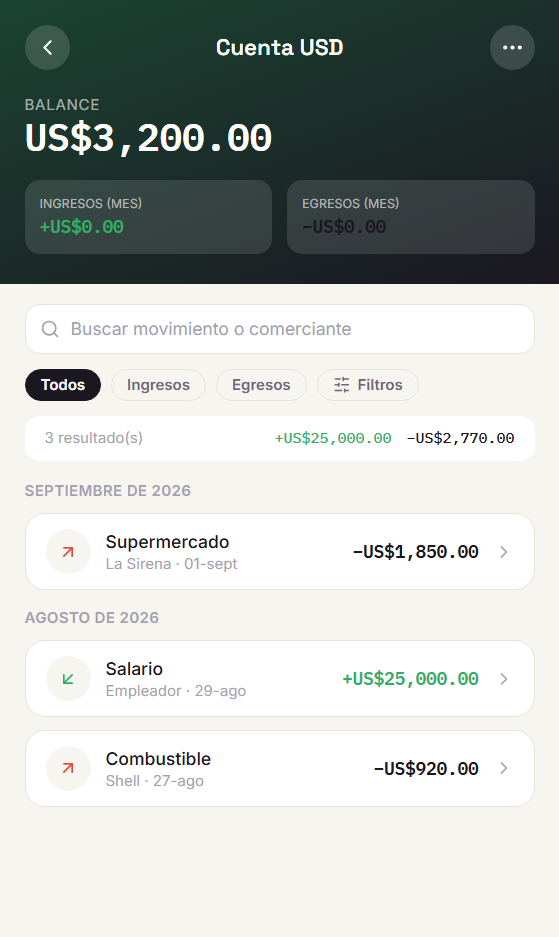 Cuenta USD
BALANCE
US$3,200.00
INGRESOS (MES)
+US$0.00
EGRESOS (MES)
−US$0.00
Buscar movimiento o comerciante
Todos
Ingresos
Egresos
Filtros
3 resultado(s)
+US$25,000.00
−US$2,770.00
SEPTIEMBRE DE 2026
Supermercado
La Sirena · 01-sept
−US$1,850.00
AGOSTO DE 2026
Salario
Empleador · 29-ago
+US$25,000.00
Combustible
Shell · 27-ago
−US$920.00